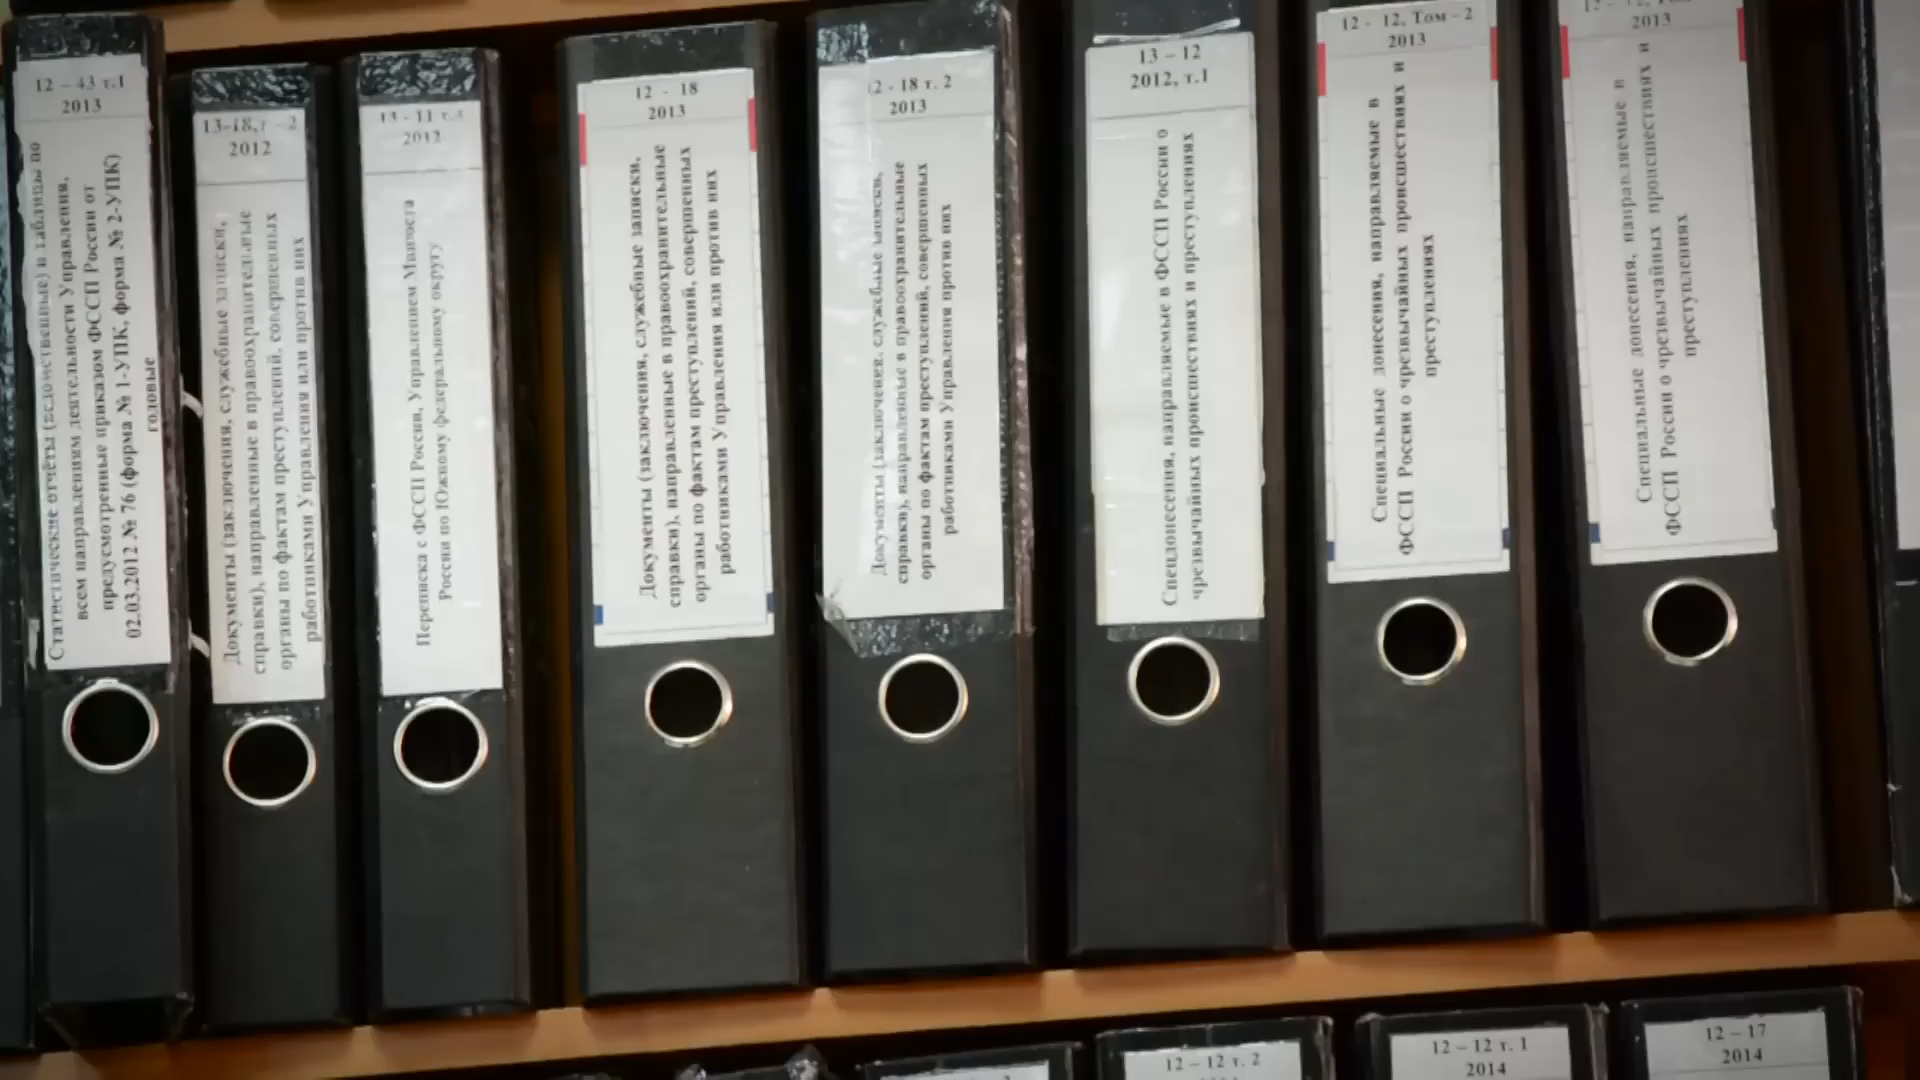 12 - 43 т.1
2013
Статистические отчёты (ведомственные) и таблицы по
всем направлениям деятельности Управления,
предусмотренные приказом ФССП России от
02.03.2012 № 76 (форма № 1-УПК, форма № 2-УПК)
годовые
13-18,т - 2
2012
Документы (заключения, служебные записки,
справки), направленные в правоохранительные
органы по фактам преступлений, совершенных
работниками Управления или против них
13 - 11
2012
Переписка с ФССП России, Управлением Минюста
России по Южному федеральному округу
12 - 18
2013
Документы (заключения, служебные записки,
справки), направленные в правоохранительные
органы по фактам преступлений, совершенных
работниками Управления или против них
12 - 18 т. 2
2013
Документы (заключения, служебные записки,
справки), направленные в правоохранительные
органы по фактам преступлений, совершенных
работниками Управления или против них
13 – 12
2012, т.1
Спецдонесения, направляемые в ФССП России о
чрезвычайных происшествиях и преступлениях
12 - 12, Том - 2
2013
Специальные донесения, направляемые в
ФССП России о чрезвычайных происшествиях и
преступлениях
2013
Специальные донесения, направляемые в
ФССП России о чрезвычайных происшествиях и
преступлениях
12 – 12 т. 2
12 – 12 т. 1
2014
12 – 17
2014